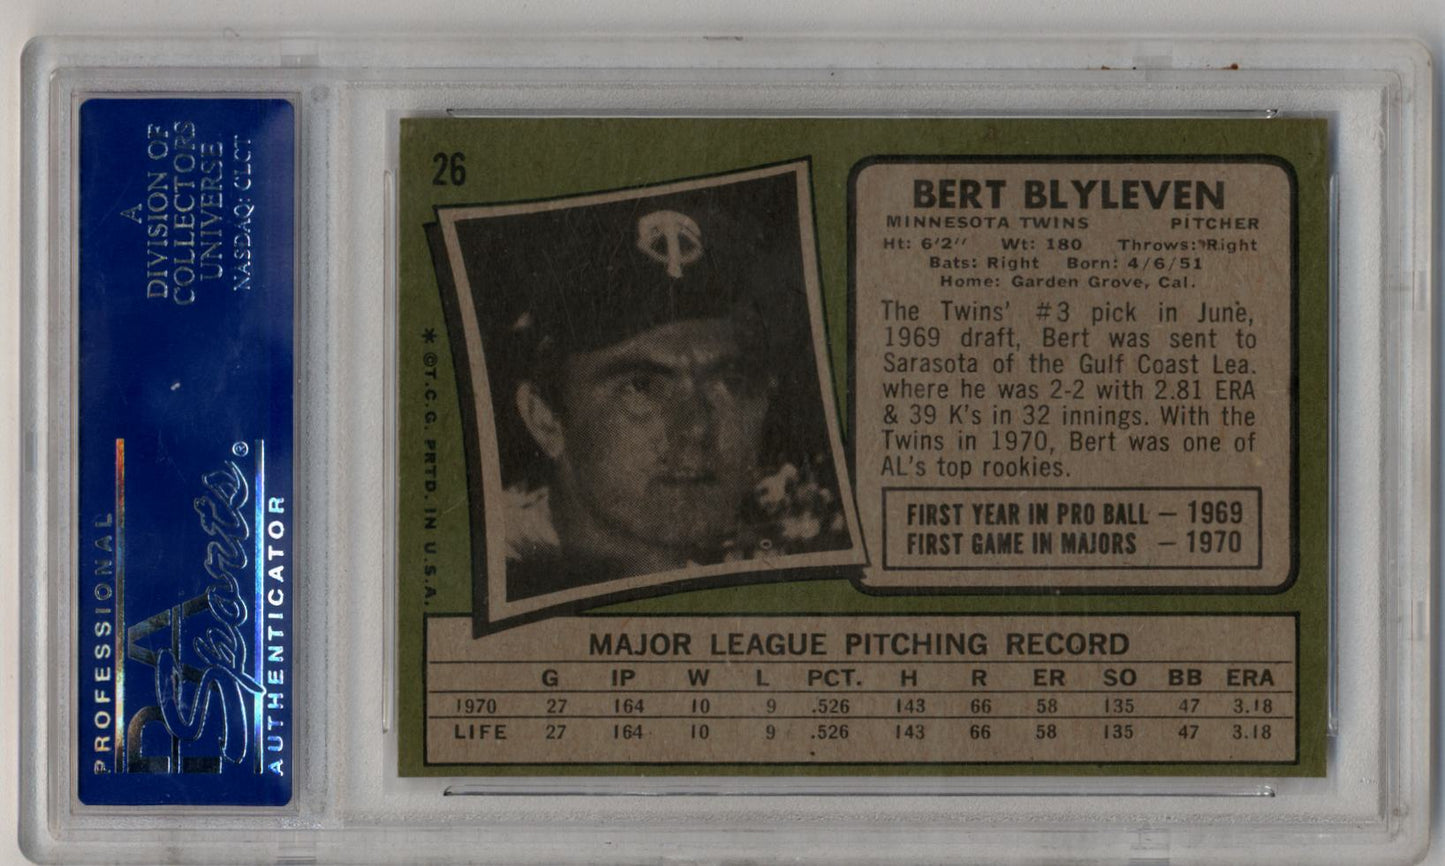 A
DIVISION OF
COLLECTORS
UNIVERSE
NASDAQ: CLCT
PROFESSIONAL
PSA
Sports®
AUTHENTICATOR
26
* ©T.C.G. PRTD. IN U.S.A.
BERT BLYLEVEN
MINNESOTA TWINS PITCHER
Ht: 6'2" Wt: 180 Throws: Right
Bats: Right Born: 4/6/51
Home: Garden Grove, Cal.
The Twins' #3 pick in June,
1969 draft, Bert was sent to
Sarasota of the Gulf Coast Lea.
where he was 2-2 with 2.81 ERA
& 39 K's in 32 innings. With the
Twins in 1970, Bert was one of
AL's top rookies.
FIRST YEAR IN PRO BALL — 1969
FIRST GAME IN MAJORS — 1970
MAJOR LEAGUE PITCHING RECORD
G IP W L PCT. H R ER SO BB ERA
1970 27 164 10 9 .526 143 66 58 135 47 3.18
LIFE 27 164 10 9 .526 143 66 58 135 47 3.18